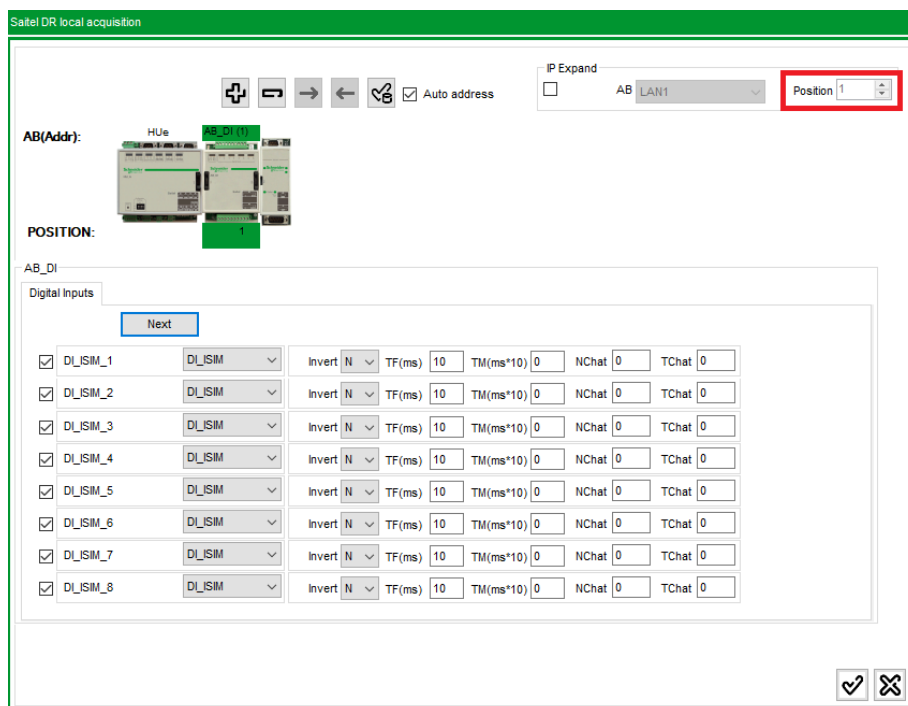 Saitel DR local acquisition
IP Expand
Auto address
AB LAN1
Position 1
AB(Addr):
HUe
AB_DI (1)
POSITION:
1
AB_DI
Digital Inputs
Next
DI_ISIM_1 DI_ISIM Invert N TF(ms) 10 TM(ms*10) 0 NChat 0 TChat 0
DI_ISIM_2 DI_ISIM Invert N TF(ms) 10 TM(ms*10) 0 NChat 0 TChat 0
DI_ISIM_3 DI_ISIM Invert N TF(ms) 10 TM(ms*10) 0 NChat 0 TChat 0
DI_ISIM_4 DI_ISIM Invert N TF(ms) 10 TM(ms*10) 0 NChat 0 TChat 0
DI_ISIM_5 DI_ISIM Invert N TF(ms) 10 TM(ms*10) 0 NChat 0 TChat 0
DI_ISIM_6 DI_ISIM Invert N TF(ms) 10 TM(ms*10) 0 NChat 0 TChat 0
DI_ISIM_7 DI_ISIM Invert N TF(ms) 10 TM(ms*10) 0 NChat 0 TChat 0
DI_ISIM_8 DI_ISIM Invert N TF(ms) 10 TM(ms*10) 0 NChat 0 TChat 0